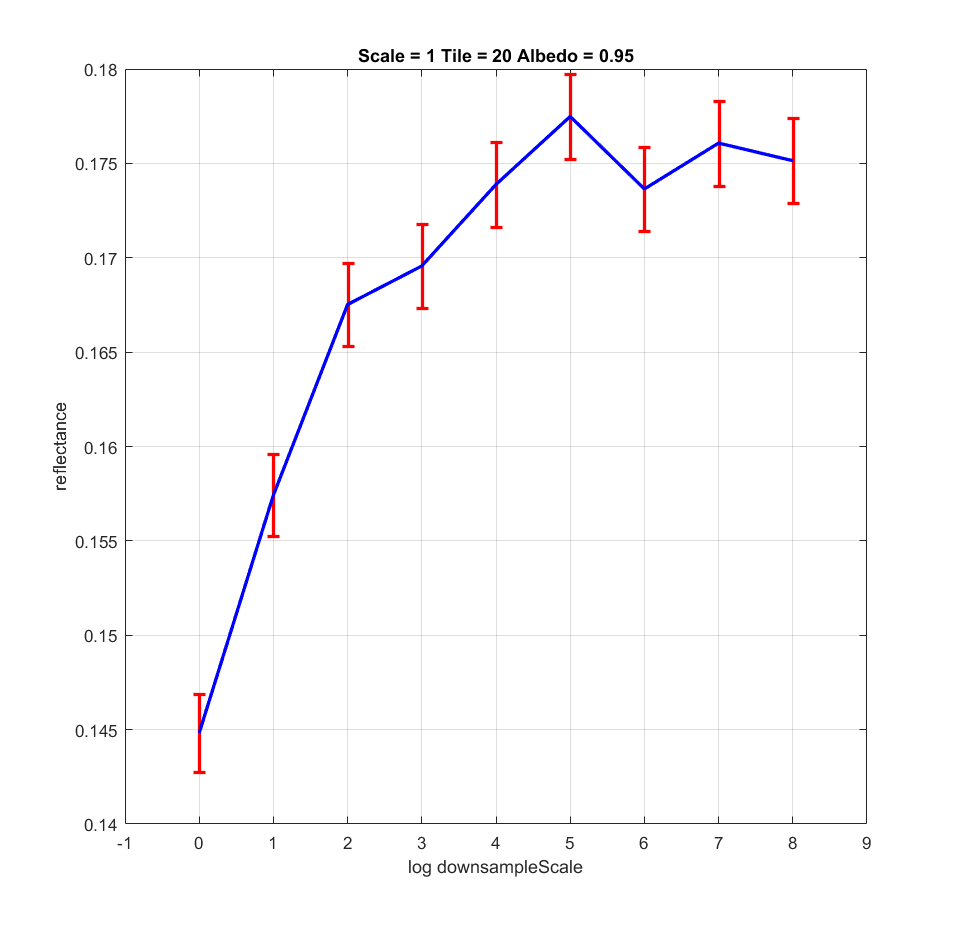 Scale = 1 Tile = 20 Albedo = 0.95
0.18
0.175
0.17
0.165
0.16
0.155
0.15
0.145
0.14
reflectance
-1 0 1 2 3 4 5 6 7 8 9
log downsampleScale